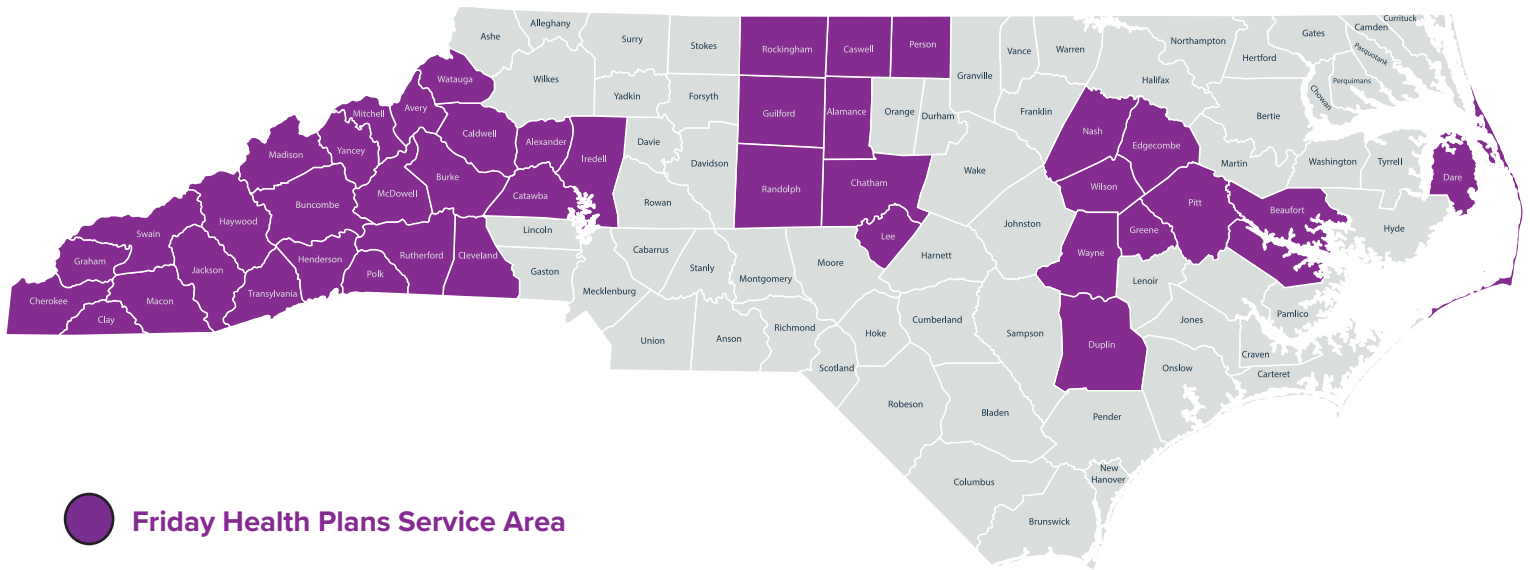 Ashe
Alleghany
Surry
Stokes
Rockingham
Caswell
Person
Granville
Vance
Warren
Northampton
Hertford
Gates
Camden
Currituck
Pasquotank
Perquimans
Chowan
Watauga
Wilkes
Yadkin
Forsyth
Guilford
Alamance
Orange
Durham
Franklin
Halifax
Bertie
Mitchell
Avery
Caldwell
Alexander
Iredell
Davie
Davidson
Nash
Edgecombe
Martin
Washington
Tyrrell
Dare
Madison
Yancey
Burke
McDowell
Catawba
Rowan
Randolph
Chatham
Wake
Wilson
Pitt
Beaufort
Hyde
Swain
Haywood
Buncombe
Lincoln
Lee
Johnston
Greene
Graham
Jackson
Henderson
Polk
Rutherford
Cleveland
Gaston
Cabarrus
Stanly
Montgomery
Moore
Harnett
Wayne
Lenoir
Cherokee
Clay
Macon
Transylvania
Mecklenburg
Union
Anson
Richmond
Hoke
Cumberland
Sampson
Duplin
Jones
Pamlico
Craven
Carteret
Onslow
Scotland
Robeson
Bladen
Pender
Columbus
New
Hanover
Brunswick
Friday Health Plans Service Area